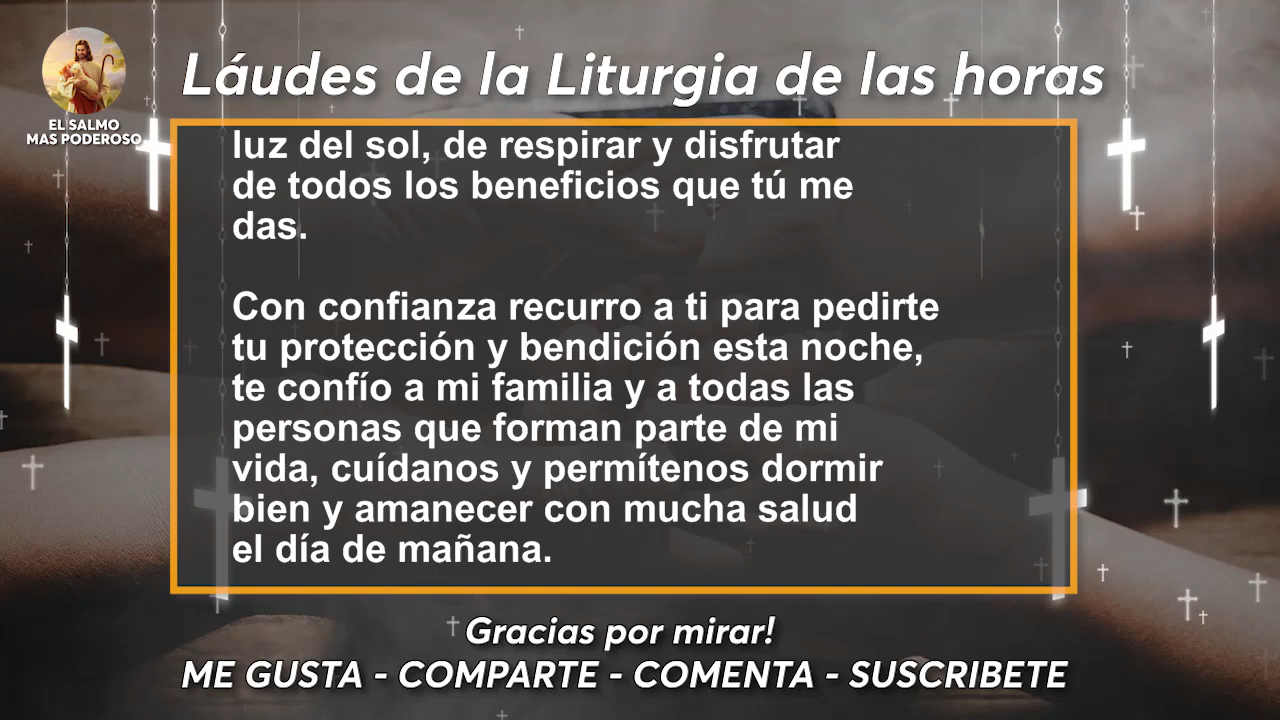 Láudes de la Liturgia de las horas
EL SALMO
MAS PODEROSO
luz del sol, de respirar y disfrutar
de todos los beneficios que tú me
das.
Con confianza recurro a ti para pedirte
tu protección y bendición esta noche,
te confío a mi familia y a todas las
personas que forman parte de mi
vida, cuídanos y permítenos dormir
bien y amanecer con mucha salud
el día de mañana.
Gracias por mirar!
ME GUSTA - COMPARTE - COMENTA - SUSCRIBETE